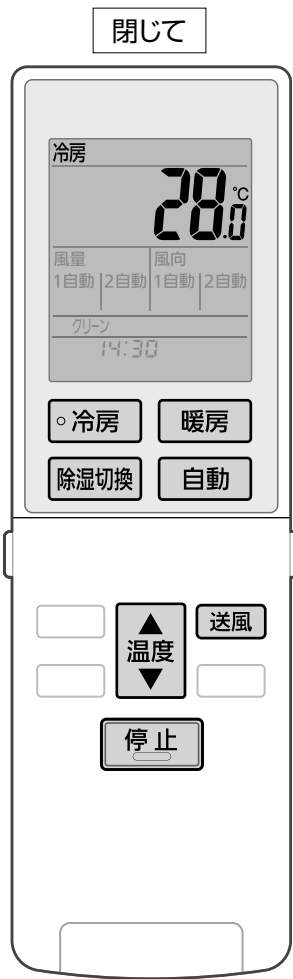 閉じて
冷房
28.0℃
風量 風向
1自動 2自動 1自動 2自動
クリーン
14:30
冷房 暖房
除湿切換 自動
送風
▲
温度
▼
停止